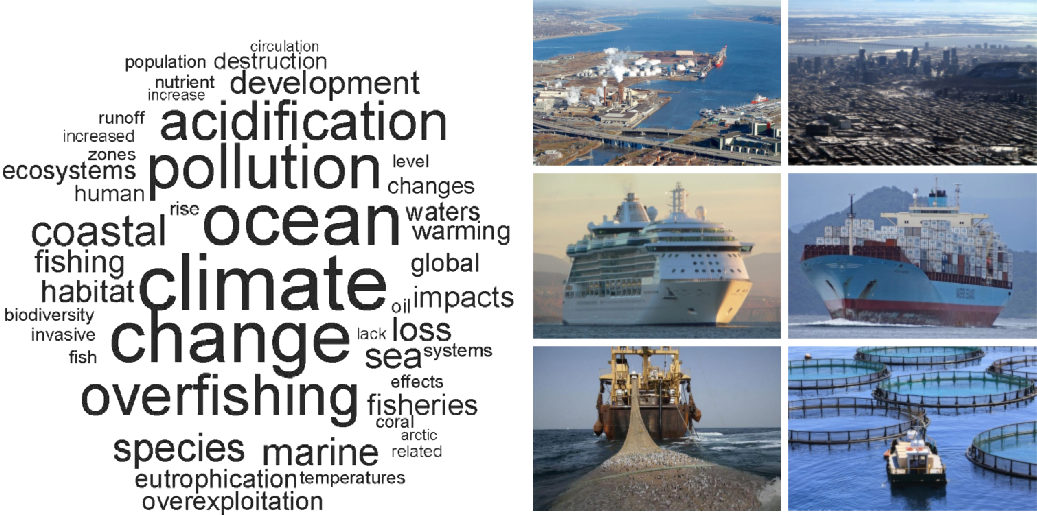 circulation
population destruction
nutrient development
increase
runoff acidification
increased
zones pollution level
ecosystems
human changes
rise ocean waters
coastal warming
fishing global
habitat climate oil impacts
biodiversity
invasive change lack loss
fish sea systems
overfishing effects
fisheries
coral
species marine arctic
related
eutrophication temperatures
overexploitation